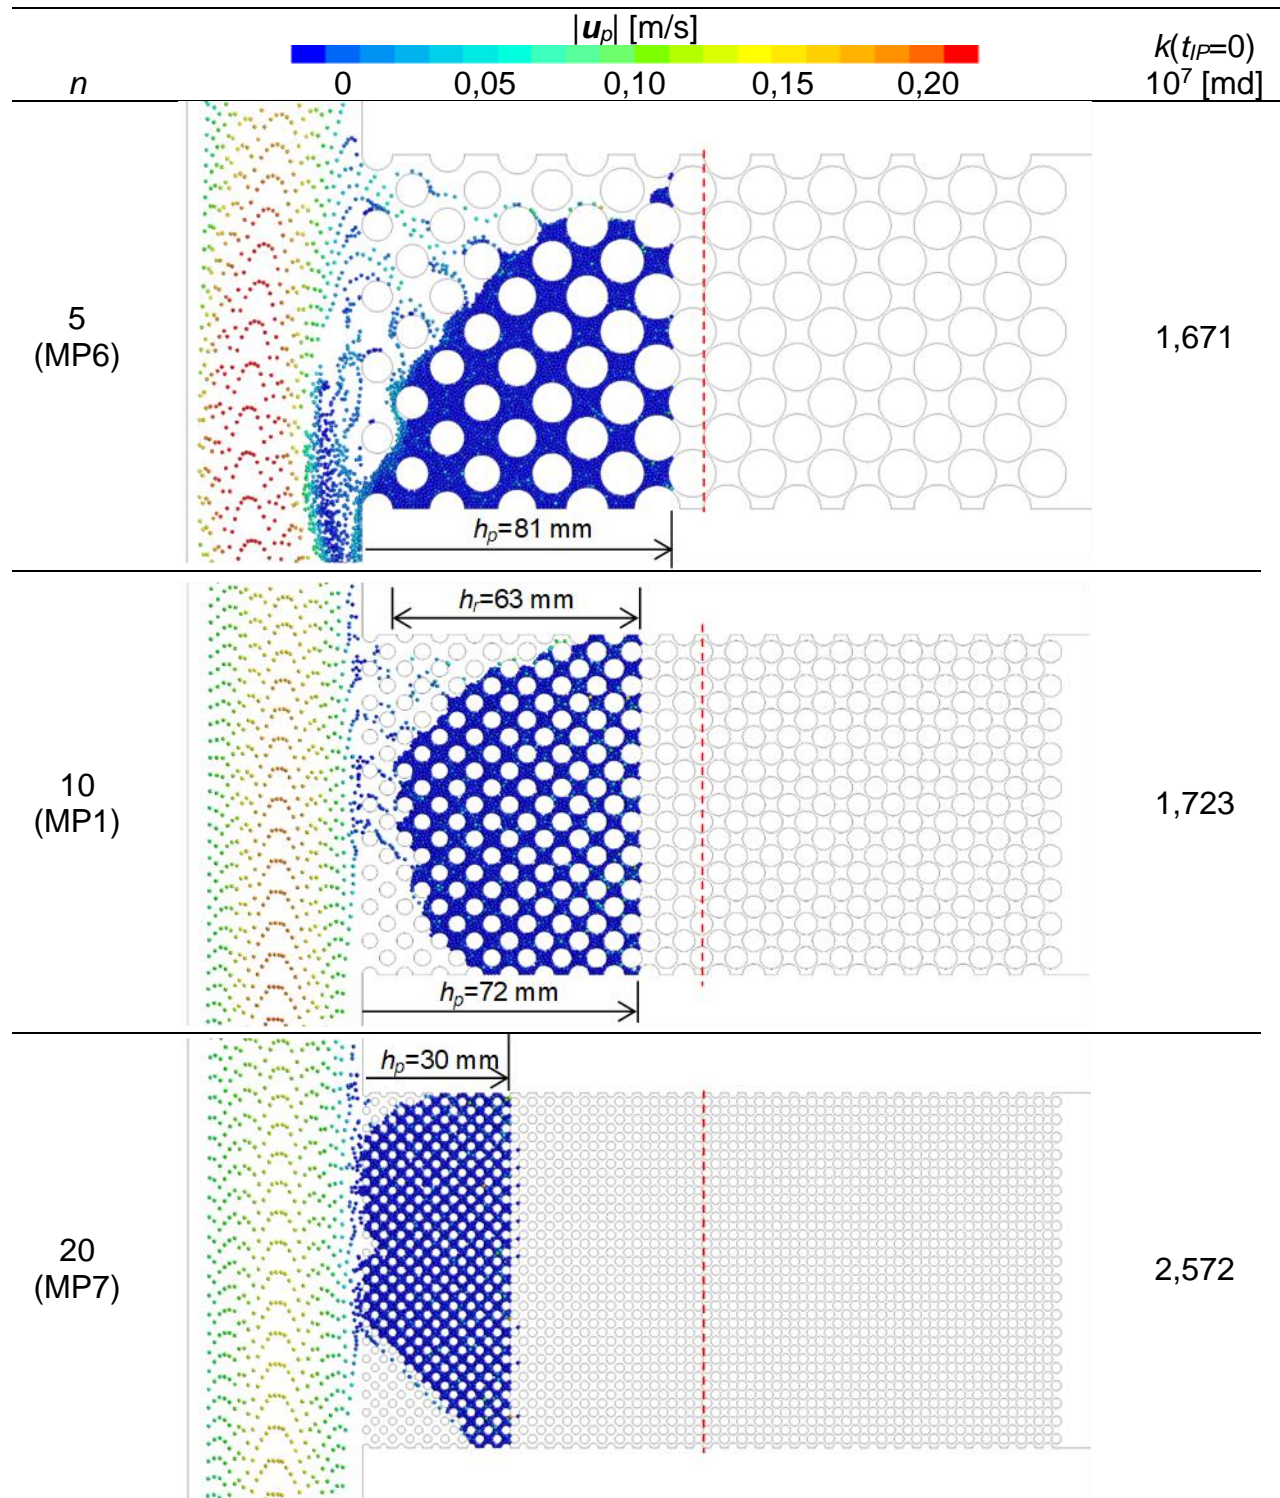 |u_p| [m/s]
n 0 0,05 0,10 0,15 0,20 k(t_IP=0)
10^7 [md]
5
(MP6)
1,671
h_p=81 mm
h_r=63 mm
10
(MP1)
1,723
h_p=72 mm
h_p=30 mm
20
(MP7)
2,572